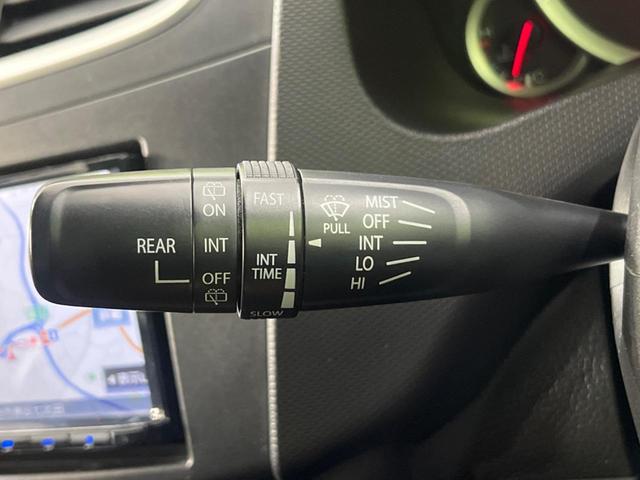 REAR
ON
INT
OFF
FAST
INT
TIME
SLOW
PULL
MIST
OFF
INT
LO
HI